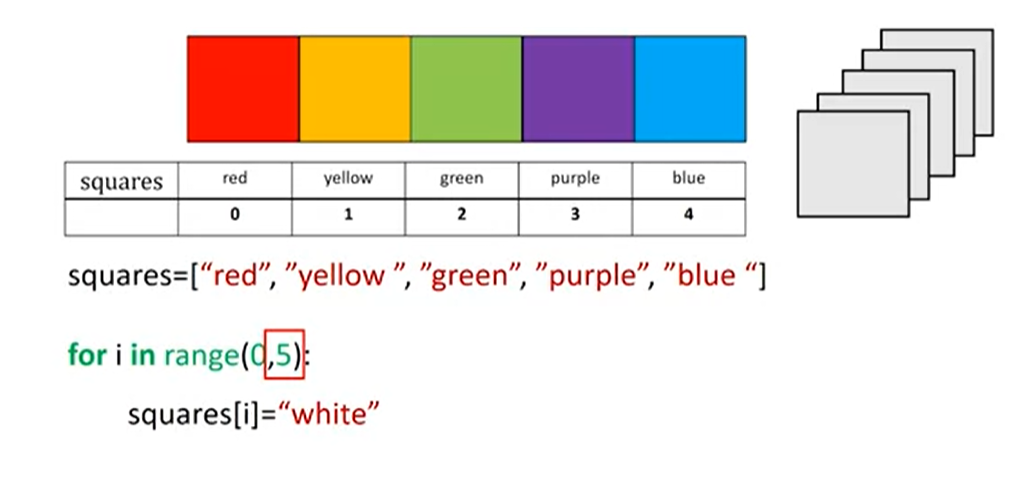 squares red yellow green purple blue
0 1 2 3 4
squares=[“red”, ”yellow ”, ”green”, ”purple”, ”blue “]
for i in range(0,5):
squares[i]=“white”